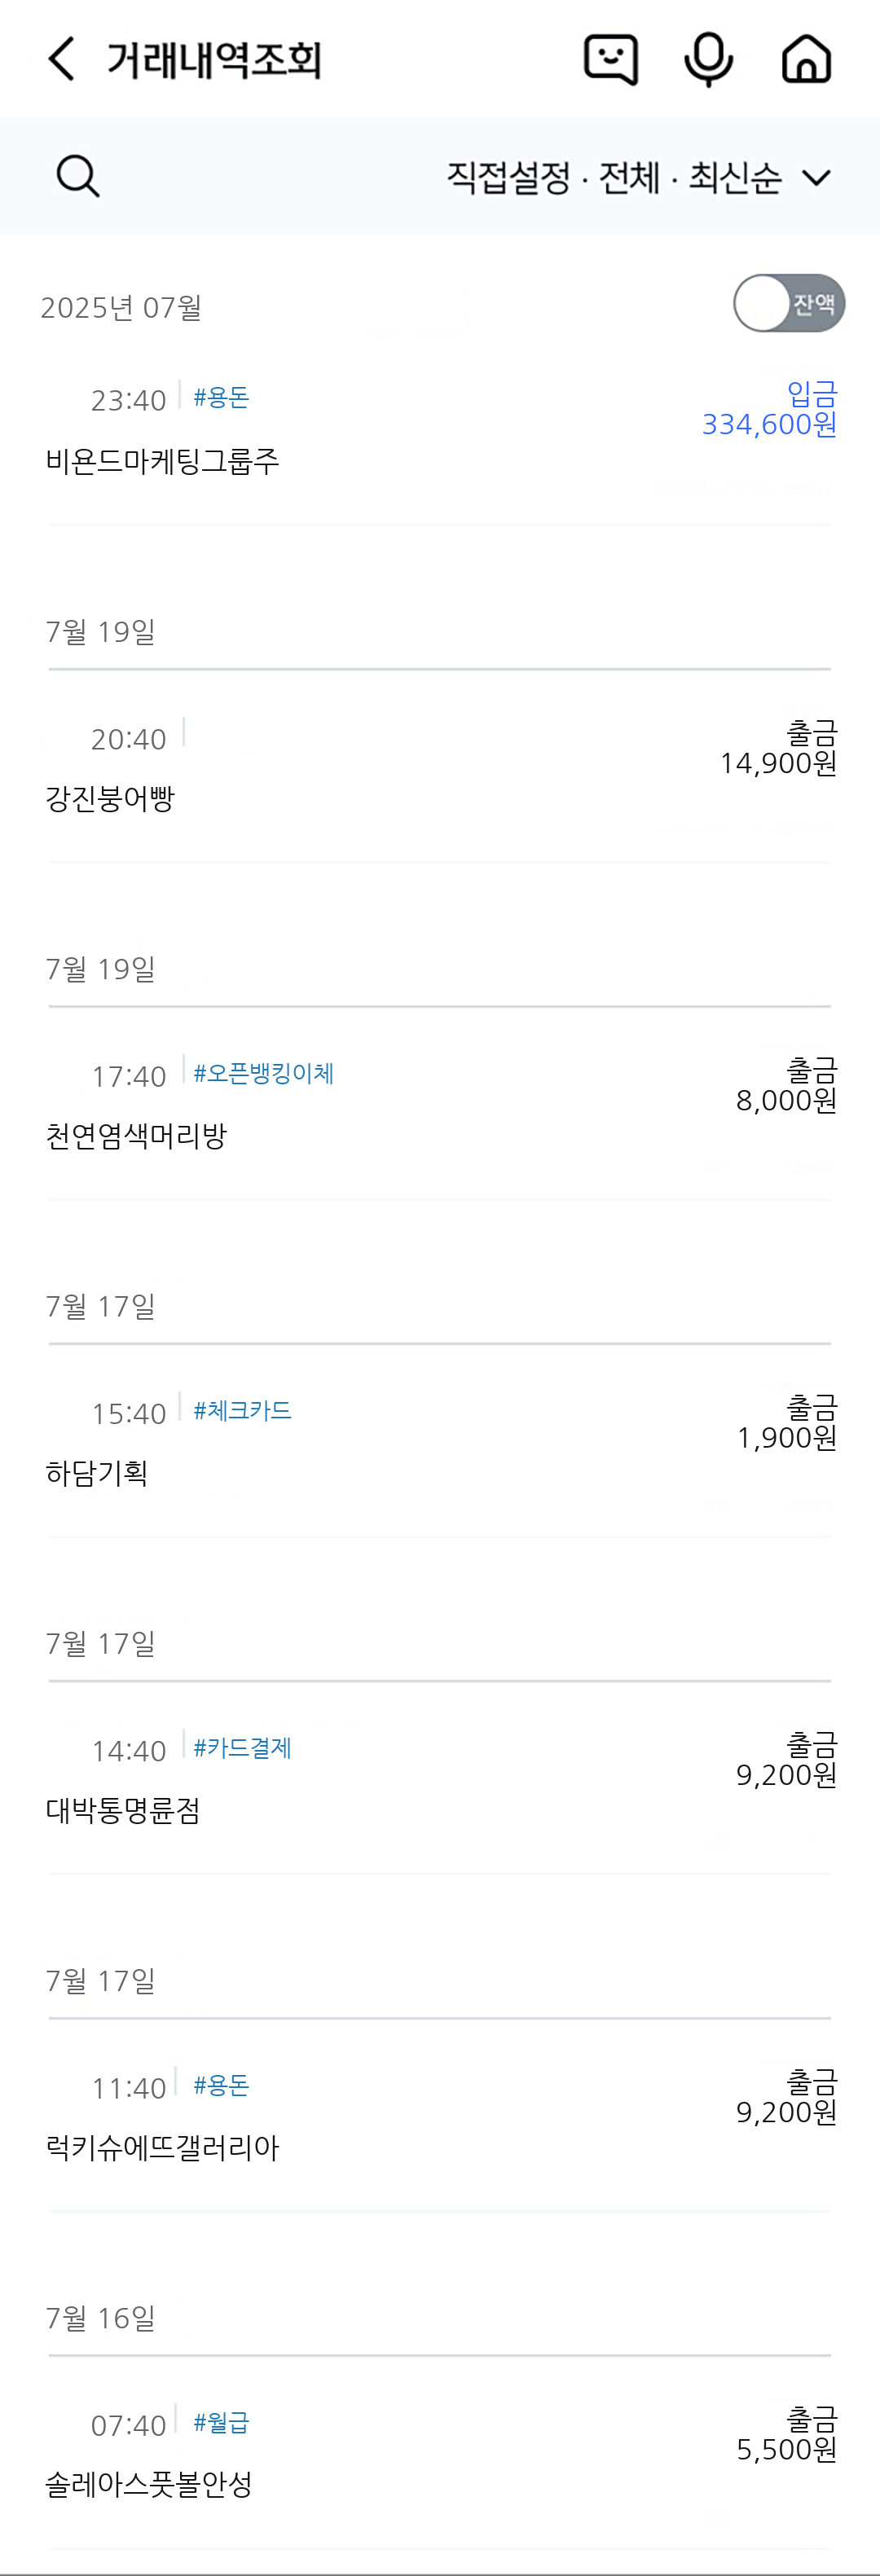 거래내역조회
직접설정 · 전체 · 최신순
2025년 07월
잔액
23:40 #용돈
입금
334,600원
비욘드마케팅그룹주
7월 19일
20:40
출금
14,900원
강진붕어빵
7월 19일
17:40 #오픈뱅킹이체
출금
8,000원
천연염색머리방
7월 17일
15:40 #체크카드
출금
1,900원
하담기획
7월 17일
14:40 #카드결제
출금
9,200원
대박통명륜점
7월 17일
11:40 #용돈
출금
9,200원
럭키슈에뜨갤러리아
7월 16일
07:40 #월급
출금
5,500원
솔레아스풋볼안성